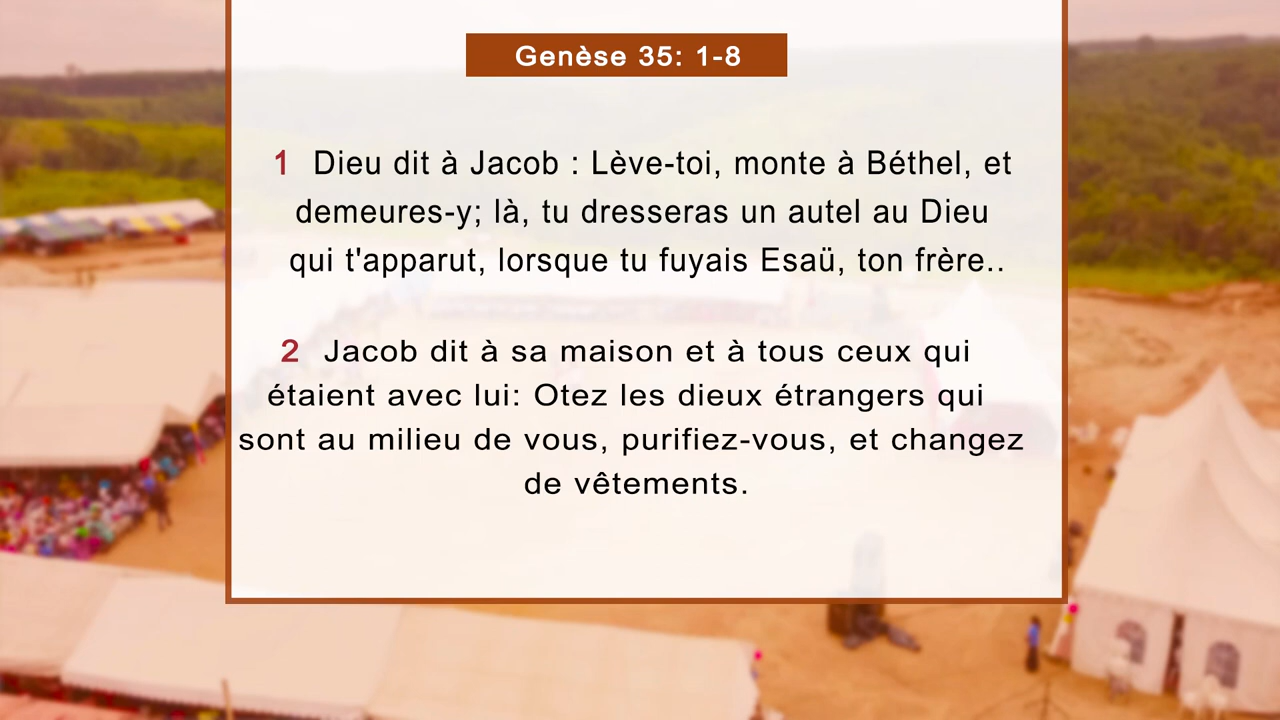 Genèse 35: 1-8
1 Dieu dit à Jacob : Lève-toi, monte à Béthel, et
demeures-y; là, tu dresseras un autel au Dieu
qui t'apparut, lorsque tu fuyais Esaü, ton frère..
2 Jacob dit à sa maison et à tous ceux qui
étaient avec lui: Otez les dieux étrangers qui
sont au milieu de vous, purifiez-vous, et changez
de vêtements.